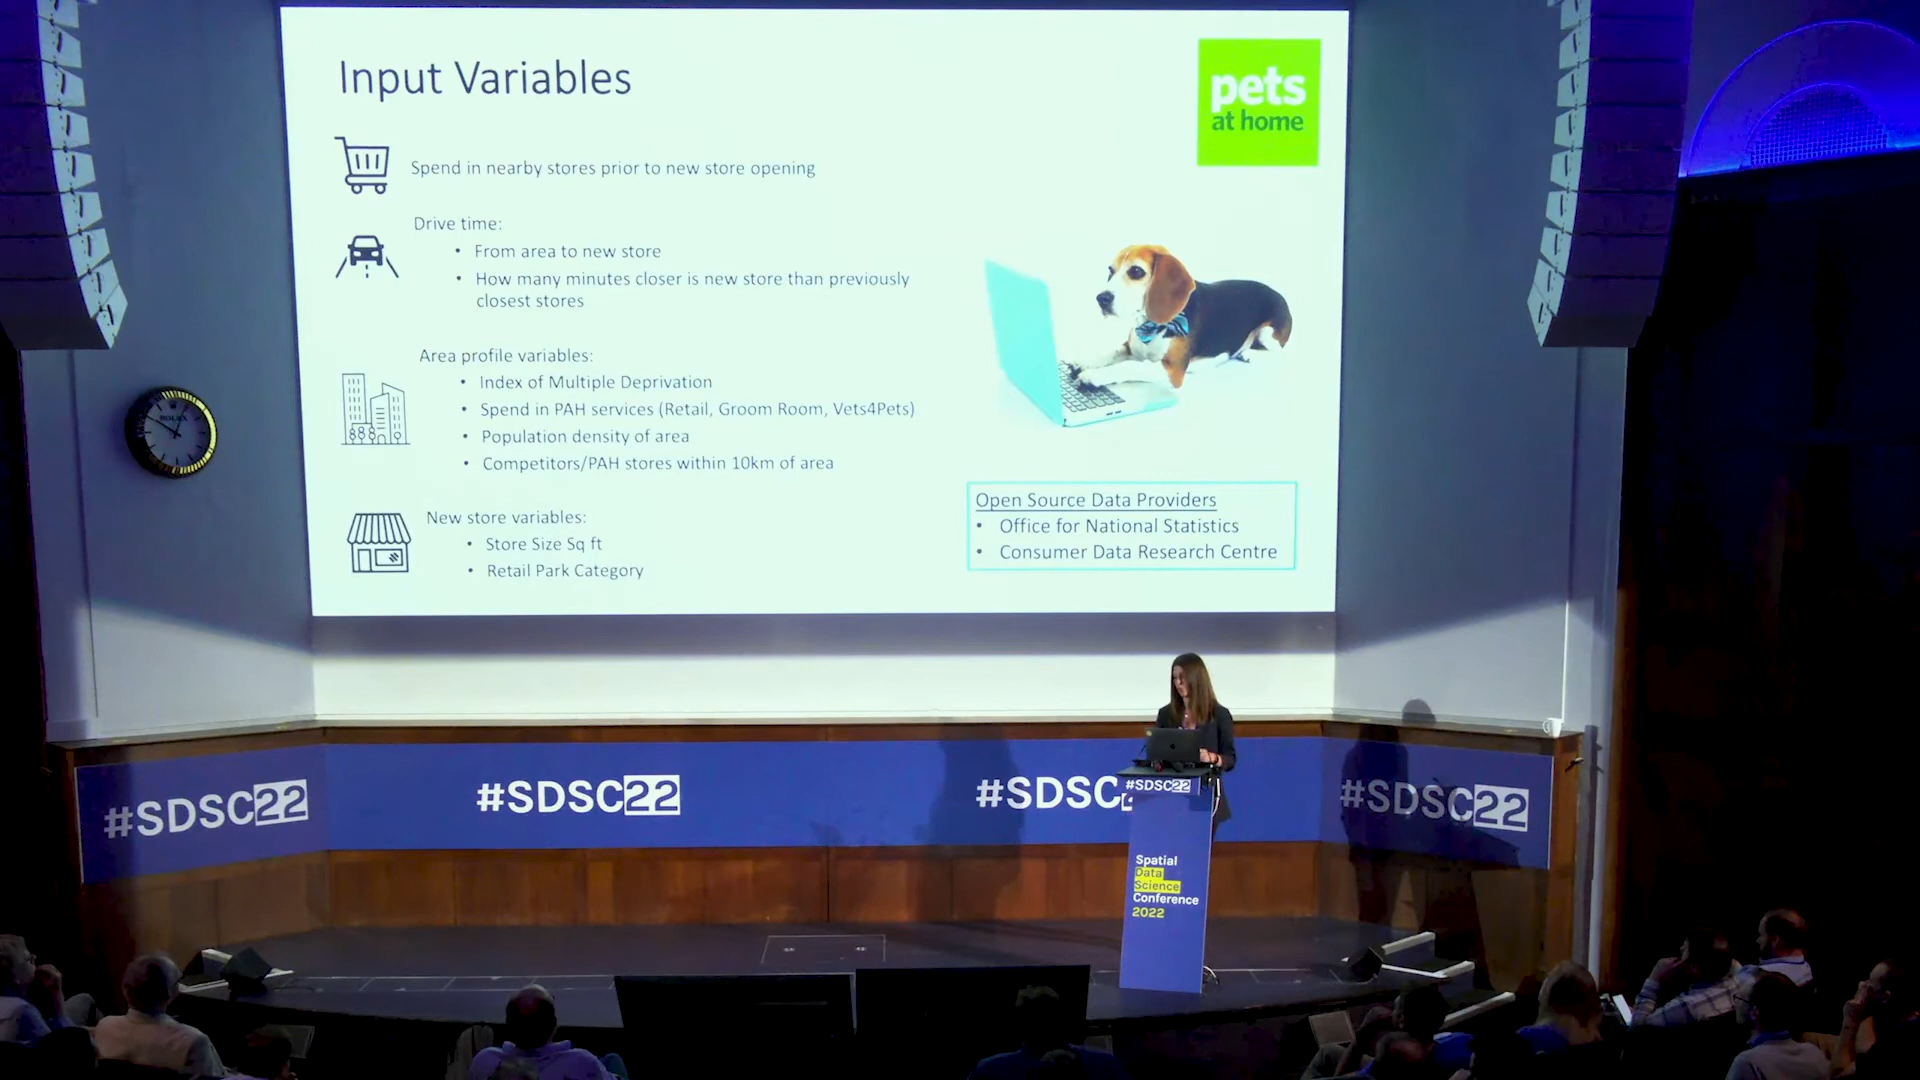 Input Variables
pets
at home
Spend in nearby stores prior to new store opening
Drive time:
• From area to new store
• How many minutes closer is new store than previously
closest stores
Area profile variables:
• Index of Multiple Deprivation
• Spend in PAH services (Retail, Groom Room, Vets4Pets)
• Population density of area
• Competitors/PAH stores within 10km of area
New store variables:
• Store Size Sq ft
• Retail Park Category
Open Source Data Providers
• Office for National Statistics
• Consumer Data Research Centre
ROLEX
#SDSC22
#SDSC22
#SDSC
#SDSC22
#SDSC22
Spatial
Data
Science
Conference
2022